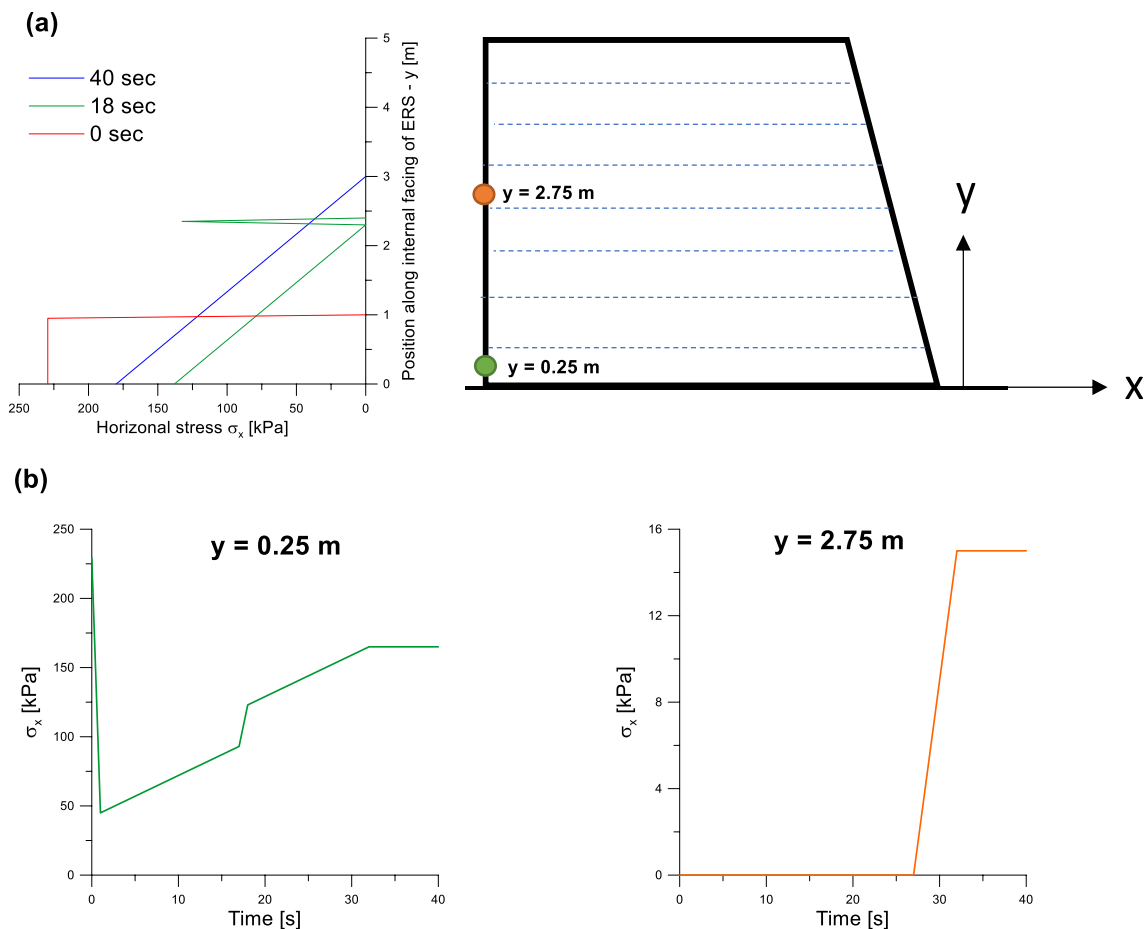 (a)
40 sec
18 sec
0 sec
5
4
3
2
1
0
Position along internal facing of ERS - y [m]
250
200
150
100
50
0
Horizonal stress σx [kPa]
y = 2.75 m
y = 0.25 m
y
x
(b)
y = 0.25 m
250
200
150
100
50
0
σx [kPa]
0
10
20
30
40
Time [s]
y = 2.75 m
16
12
8
4
0
σx [kPa]
0
10
20
30
40
Time [s]